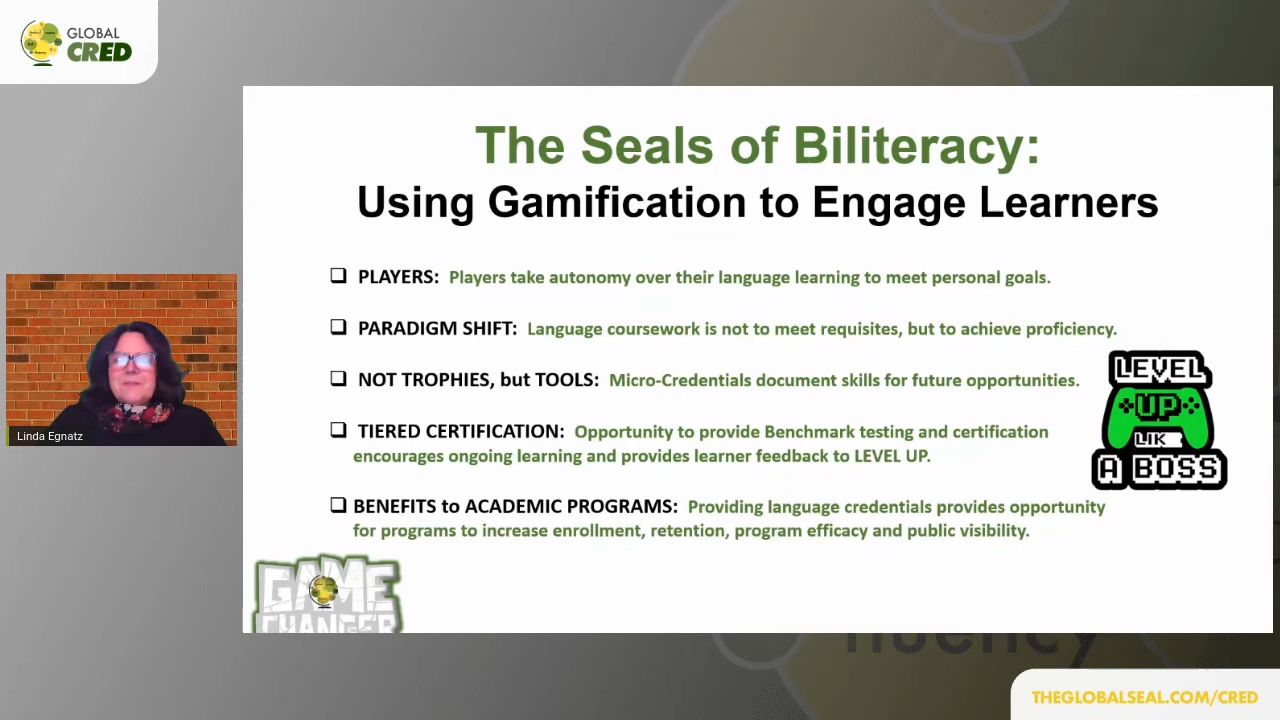 GLOBAL
CRED
The Seals of Biliteracy:
Using Gamification to Engage Learners
❑ PLAYERS: Players take autonomy over their language learning to meet personal goals.
❑ PARADIGM SHIFT: Language coursework is not to meet requisites, but to achieve proficiency.
❑ NOT TROPHIES, but TOOLS: Micro-Credentials document skills for future opportunities.
❑ TIERED CERTIFICATION: Opportunity to provide Benchmark testing and certification
encourages ongoing learning and provides learner feedback to LEVEL UP.
❑ BENEFITS to ACADEMIC PROGRAMS: Providing language credentials provides opportunity
for programs to increase enrollment, retention, program efficacy and public visibility.
LEVEL
UP
LIK
A BOSS
Linda Egnatz
GAME
CHANGER
fluency
THEGLOBALSEAL.COM/CRED